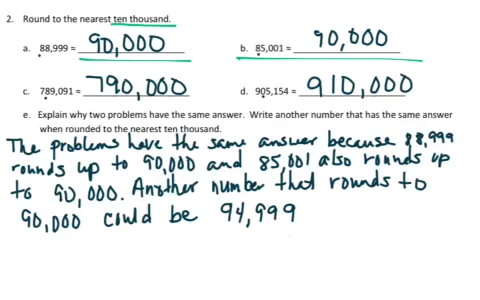 2. Round to the nearest ten thousand.
a. 88,999 ≈ 90,000 b. 85,001 ≈ 90,000
c. 789,091 ≈ 790,000 d. 905,154 ≈ 910,000
e. Explain why two problems have the same answer. Write another number that has the same answer
when rounded to the nearest ten thousand.
The problems have the same answer because 88,999
rounds up to 90,000 and 85,001 also rounds up
to 90,000. Another number that rounds to
90,000 could be 94,999